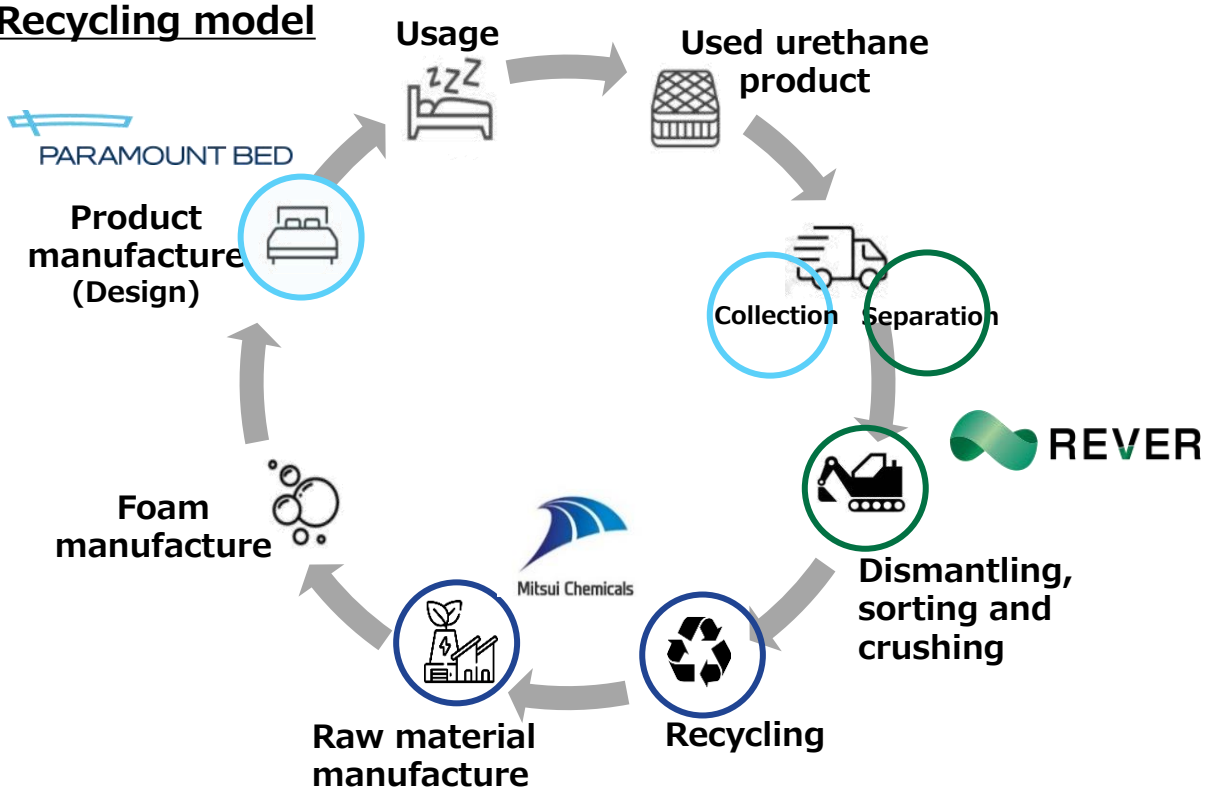 Recycling model
Usage
zzZ
Used urethane
product
PARAMOUNT BED
Product
manufacture
(Design)
Collection
Separation
REVER
Foam
manufacture
Mitsui Chemicals
Dismantling,
sorting and
crushing
Raw material
manufacture
Recycling